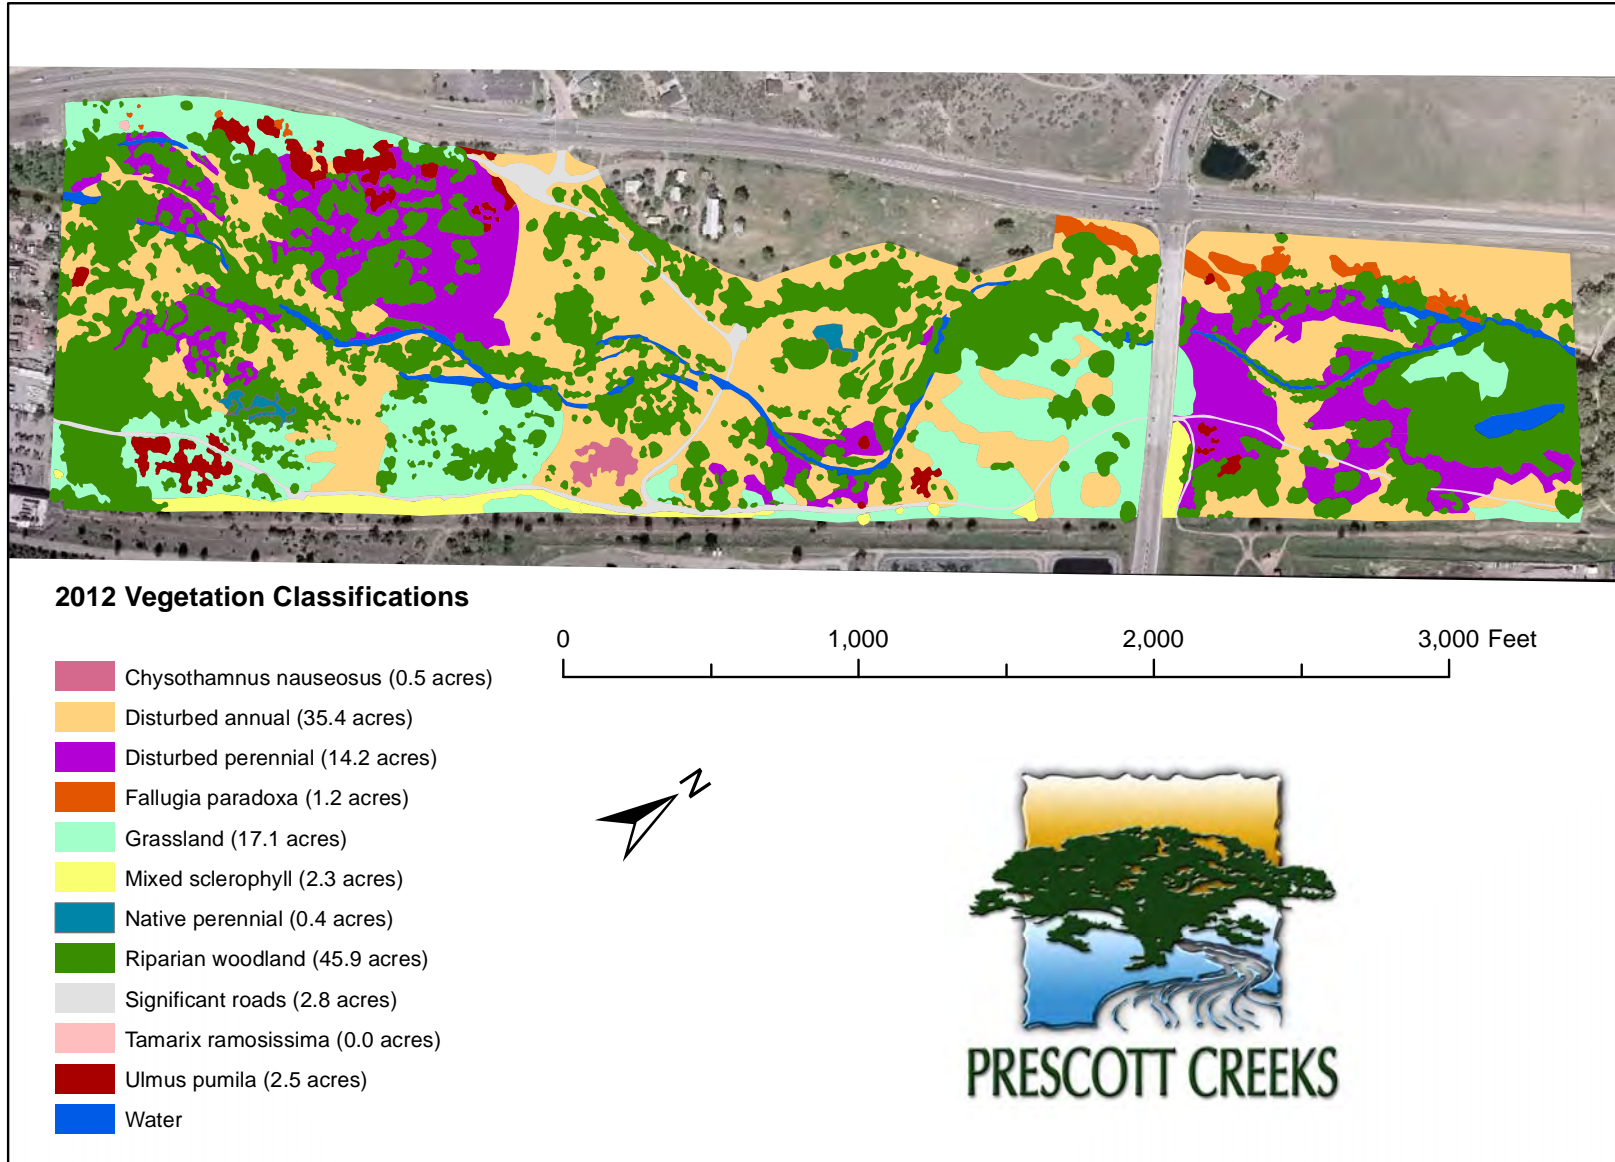 2012 Vegetation Classifications
0 1,000 2,000 3,000 Feet
Chysothamnus nauseosus (0.5 acres)
Disturbed annual (35.4 acres)
Disturbed perennial (14.2 acres)
Fallugia paradoxa (1.2 acres)
Grassland (17.1 acres)
Mixed sclerophyll (2.3 acres)
Native perennial (0.4 acres)
Riparian woodland (45.9 acres)
Significant roads (2.8 acres)
Tamarix ramosissima (0.0 acres)
Ulmus pumila (2.5 acres)
Water
N
PRESCOTT CREEKS